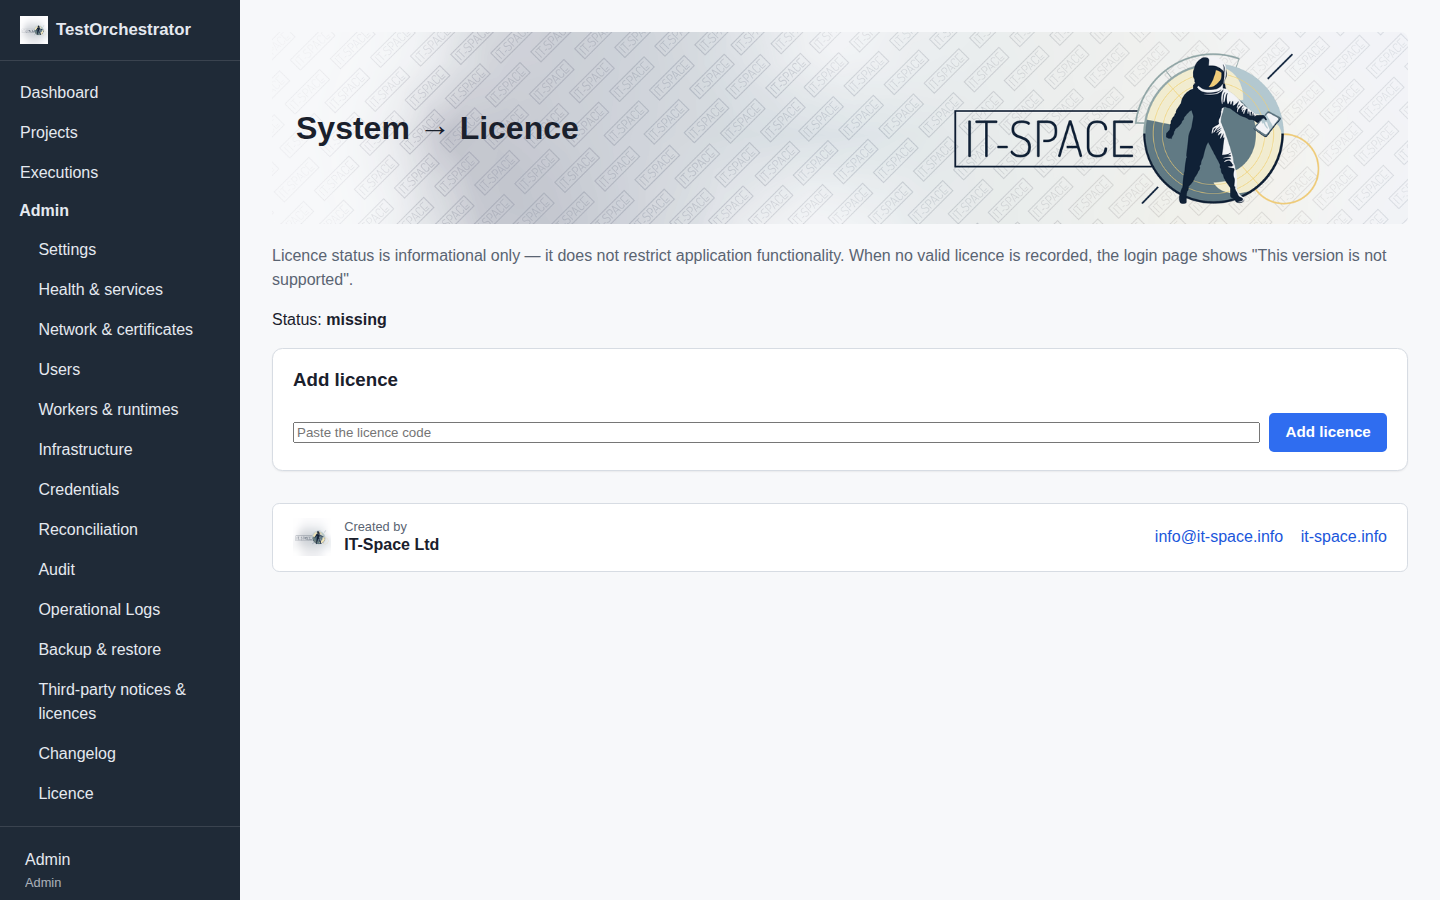 TestOrchestrator
Dashboard
Projects
Executions
Admin
Settings
Health & services
Network & certificates
Users
Workers & runtimes
Infrastructure
Credentials
Reconciliation
Audit
Operational Logs
Backup & restore
Third-party notices &
licences
Changelog
Licence
Admin
Admin
System → Licence
IT-SPACE
Licence status is informational only — it does not restrict application functionality. When no valid licence is recorded, the login page shows "This version is not
supported".
Status: missing
Add licence
Paste the licence code
Add licence
Created by
IT-Space Ltd
info@it-space.info
it-space.info